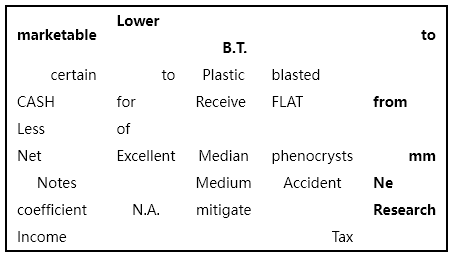 marketable Lower B.T. to
certain to Plastic blasted
CASH for Receive FLAT from
Less of
Net Excellent Median phenocrysts mm
Notes Medium Accident Ne
coefficient N.A. mitigate Research
Income Tax